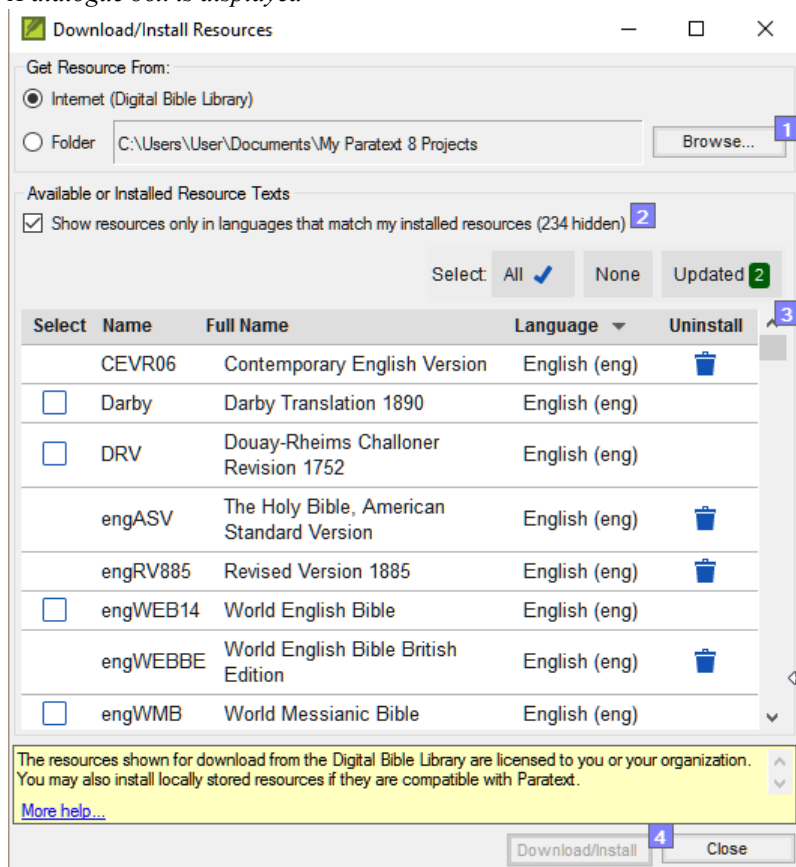 Download/Install Resources
Get Resource From:
Internet (Digital Bible Library)
Folder C:\Users\User\Documents\My Paratext 8 Projects Browse... 1
Available or Installed Resource Texts
Show resources only in languages that match my installed resources (234 hidden) 2
Select: All None Updated 2
3
Select Name Full Name Language Uninstall
CEVR06 Contemporary English Version English (eng)
Darby Darby Translation 1890 English (eng)
DRV Douay-Rheims Challoner Revision 1752 English (eng)
engASV The Holy Bible, American Standard Version English (eng)
engRV885 Revised Version 1885 English (eng)
engWEB14 World English Bible English (eng)
engWEBBE World English Bible British Edition English (eng)
engWMB World Messianic Bible English (eng)
The resources shown for download from the Digital Bible Library are licensed to you or your organization.
You may also install locally stored resources if they are compatible with Paratext.
More help...
Download/Install 4 Close